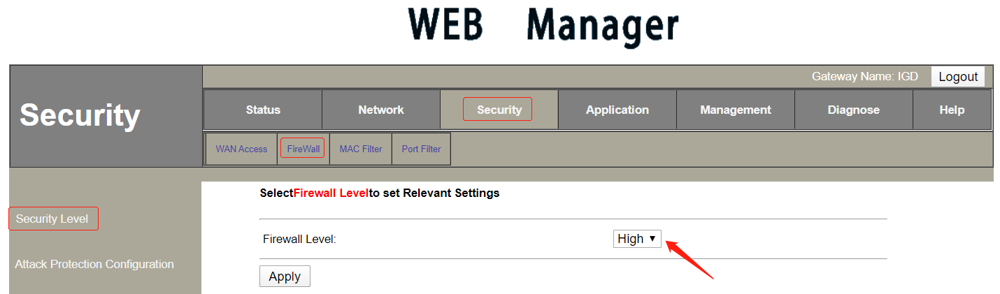 WEB Manager
Gateway Name: IGD Logout
Security
Status Network Security Application Management Diagnose Help
WAN Access FireWall MAC Filter Port Filter
SelectFirewall Levelto set Relevant Settings
Security Level
Firewall Level: High
Attack Protection Configuration
Apply